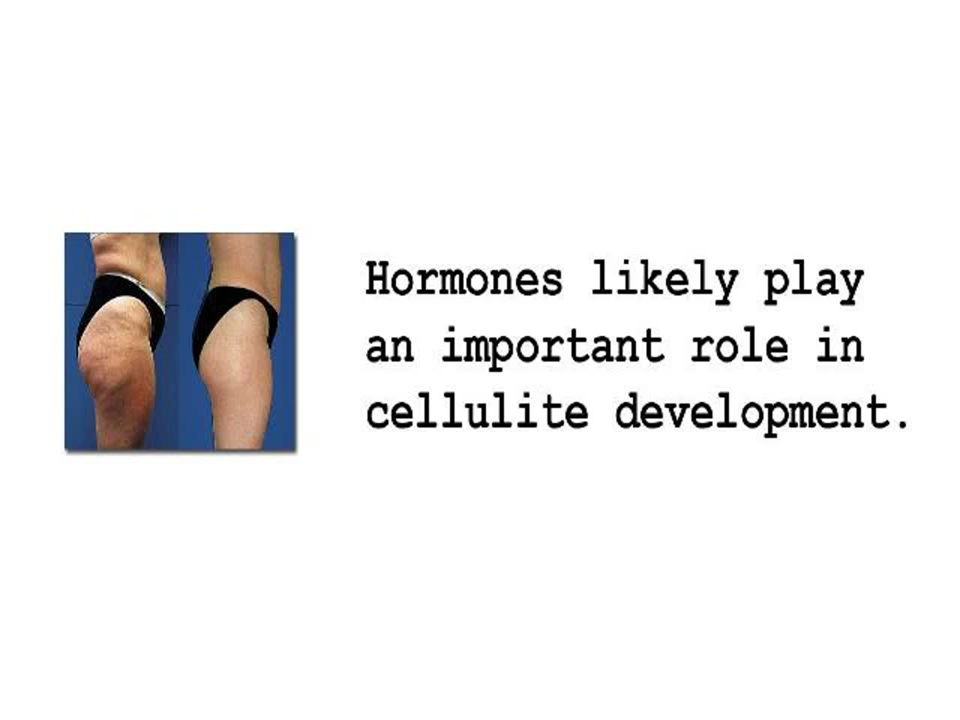 Hormones likely play
an important role in
cellulite development.